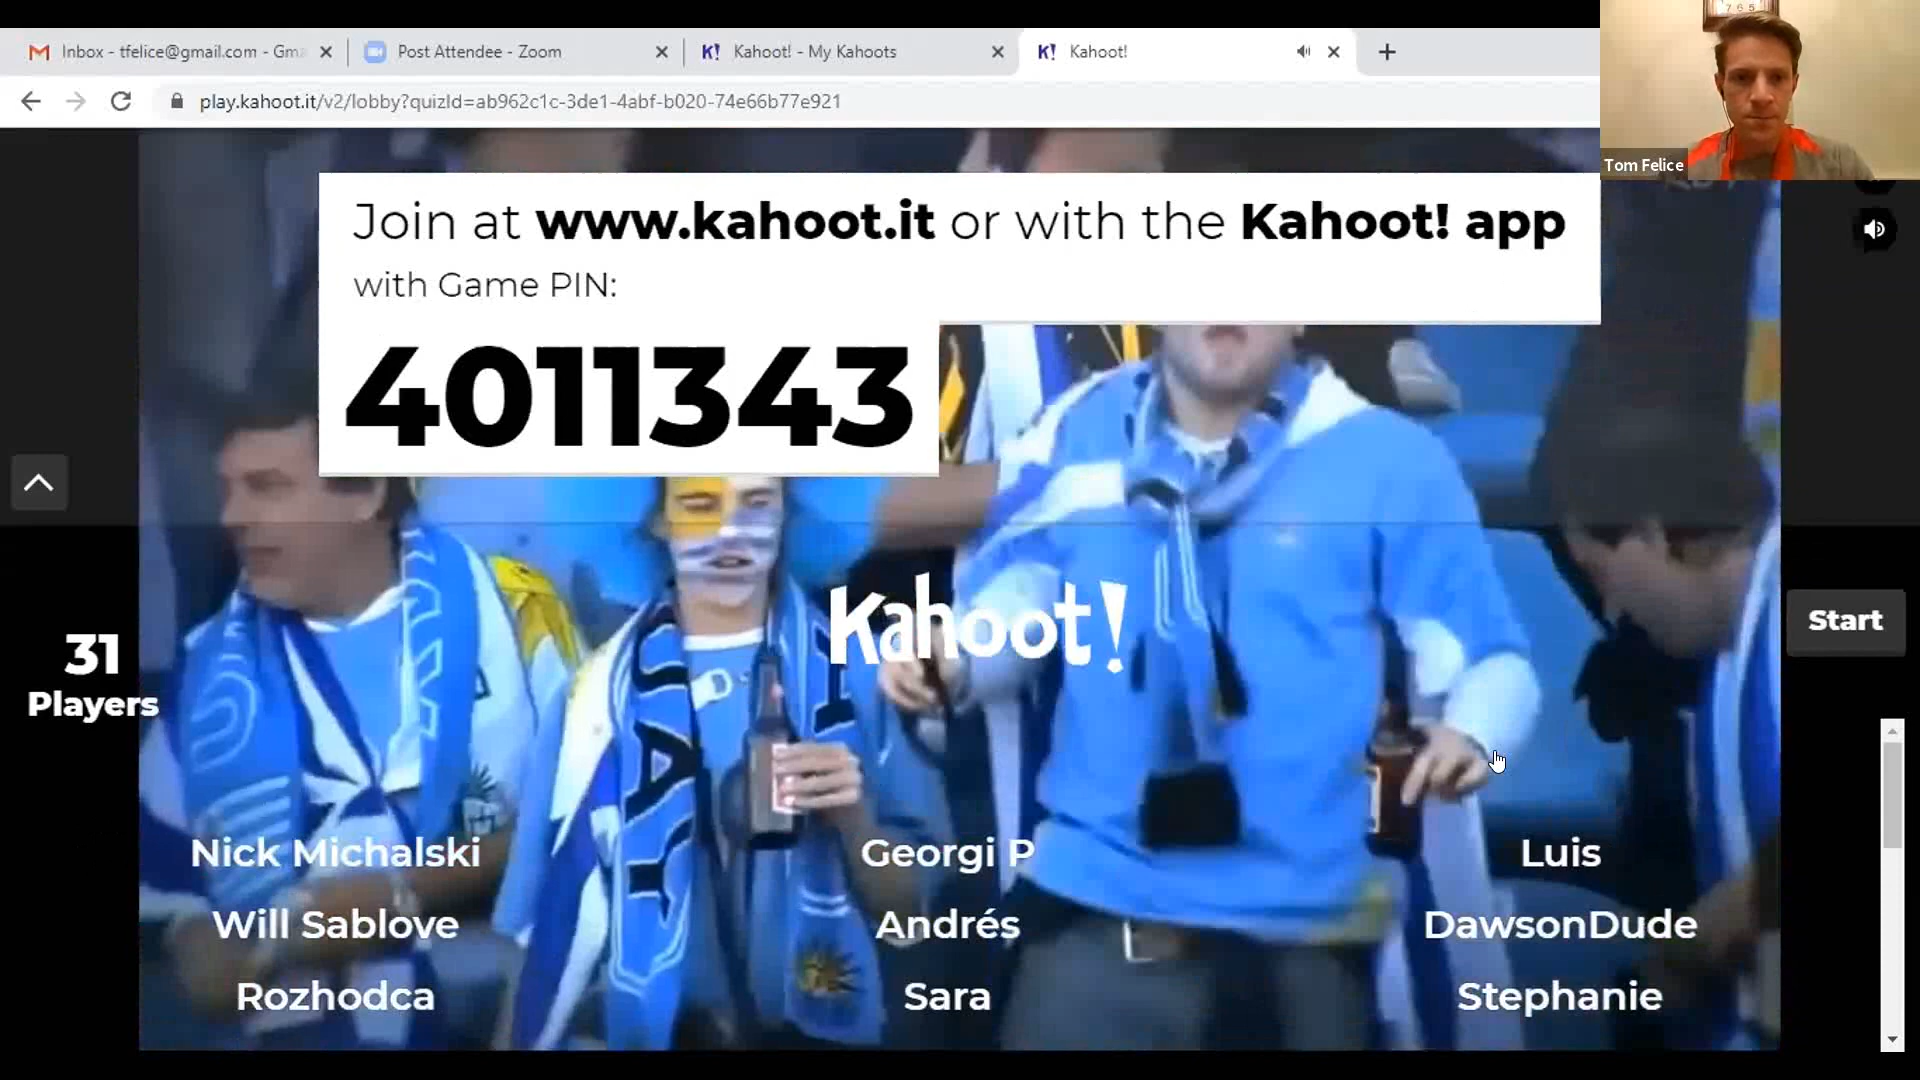 Inbox - tfelice@gmail.com - Gma
Post Attendee - Zoom
Kahoot! - My Kahoots
Kahoot!
play.kahoot.it/v2/lobby?quizId=ab962c1c-3de1-4abf-b020-74e66b77e921
765
Tom Felice
Join at www.kahoot.it or with the Kahoot! app
with Game PIN:
4011343
Kahoot!
31
Players
Start
Nick Michalski
Georgi P
Luis
Will Sablove
Andrés
DawsonDude
Rozhodca
Sara
Stephanie